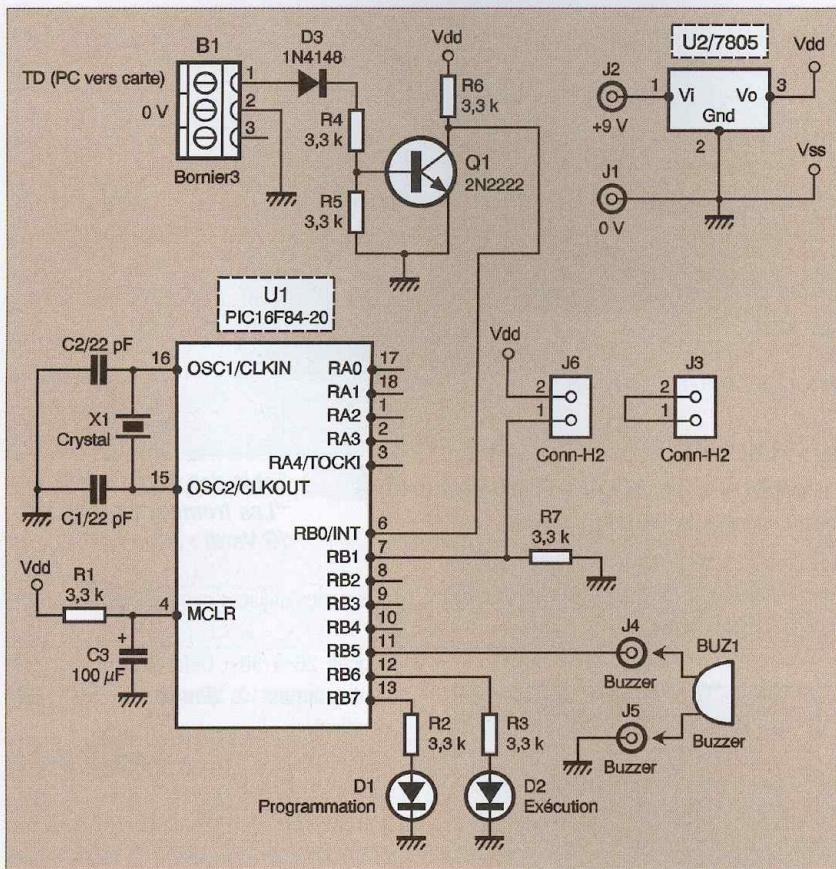 B1
TD (PC vers carte)
0 V
1
2
3
Bornier3
D3
1N4148
R4
3,3 k
R5
3,3 k
Vdd
R6
3,3 k
Q1
2N2222
U2/7805
J2
+9 V
1
Vi
Vo
Gnd
3
2
Vdd
J1
0 V
Vss
U1
PIC16F84-20
C2/22 pF
X1
Crystal
C1/22 pF
16
OSC1/CLKIN
15
OSC2/CLKOUT
Vdd
R1
3,3 k
4
MCLR
+
C3
100 µF
RA0
17
RA1
18
RA2
1
RA3
2
RA4/TOCKI
3
RB0/INT
6
RB1
7
RB2
8
RB3
9
RB4
10
RB5
11
RB6
12
RB7
13
Vdd
J6
2
1
Conn-H2
J3
2
1
Conn-H2
R7
3,3 k
J4
Buzzer
J5
Buzzer
BUZ1
Buzzer
R2
3,3 k
R3
3,3 k
D1
Programmation
D2
Exécution